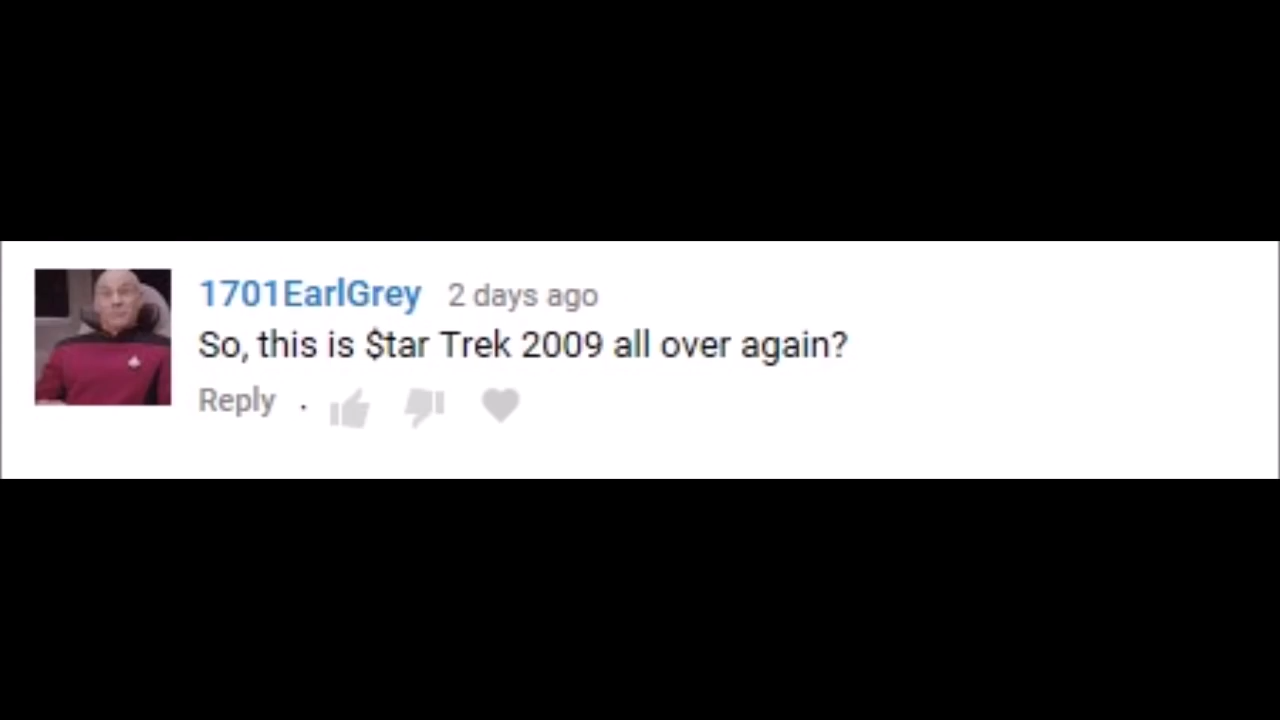 1701EarlGrey 2 days ago
So, this is $tar Trek 2009 all over again?
Reply .